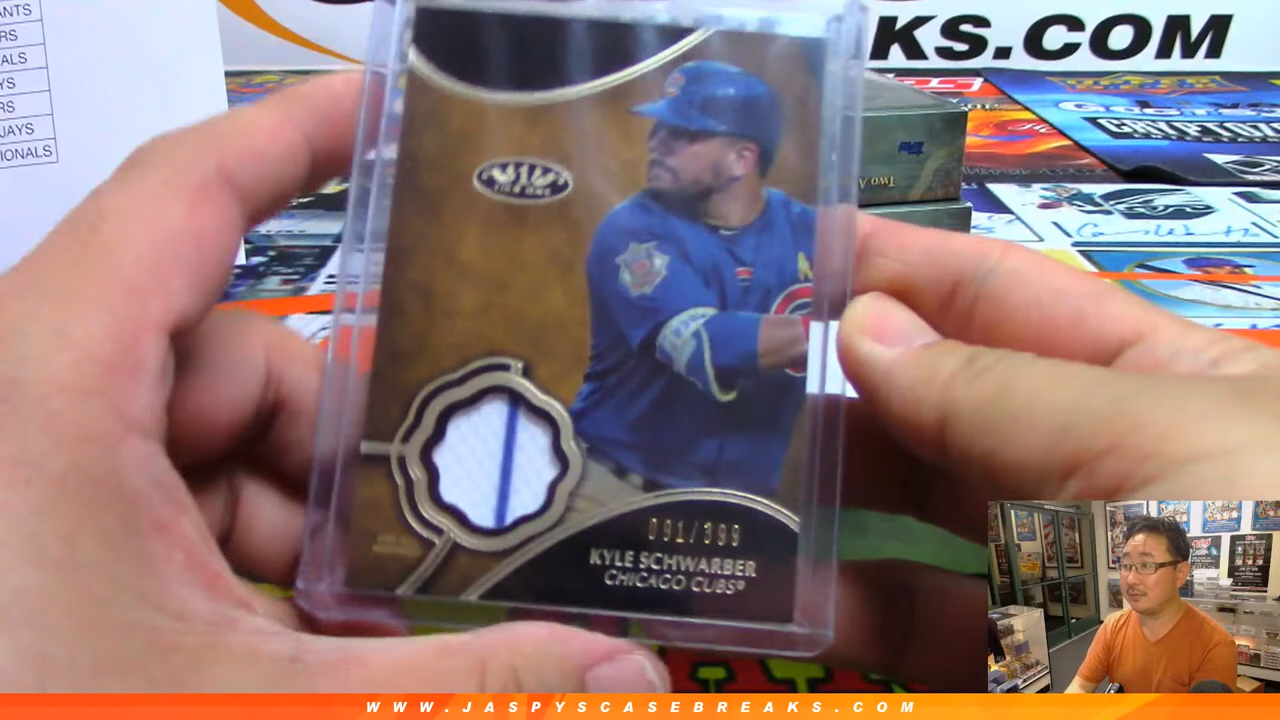 ANTS
RS
ALS
YS
RS
JAYS
IONALS
KS.COM
TIER ONE
Two A
091/399
KYLE SCHWARBER
CHICAGO CUBS
WWW.JASPYSCASEBREAKS.COM